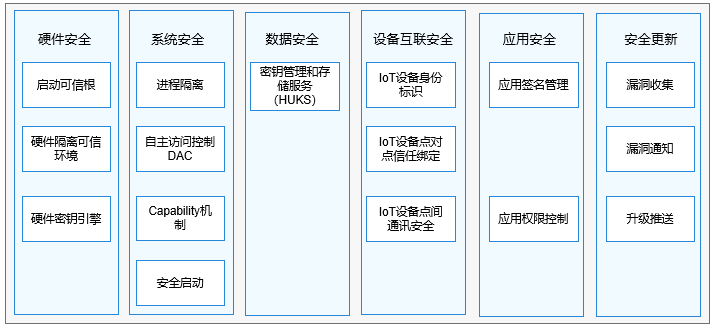 硬件安全
启动可信根
硬件隔离可信
环境
硬件密钥引擎
系统安全
进程隔离
自主访问控制
DAC
Capability机
制
安全启动
数据安全
密钥管理和存
储服务
（HUKS）
设备互联安全
IoT设备身份
标识
IoT设备点对
点信任绑定
IoT设备点间
通讯安全
应用安全
应用签名管理
应用权限控制
安全更新
漏洞收集
漏洞通知
升级推送